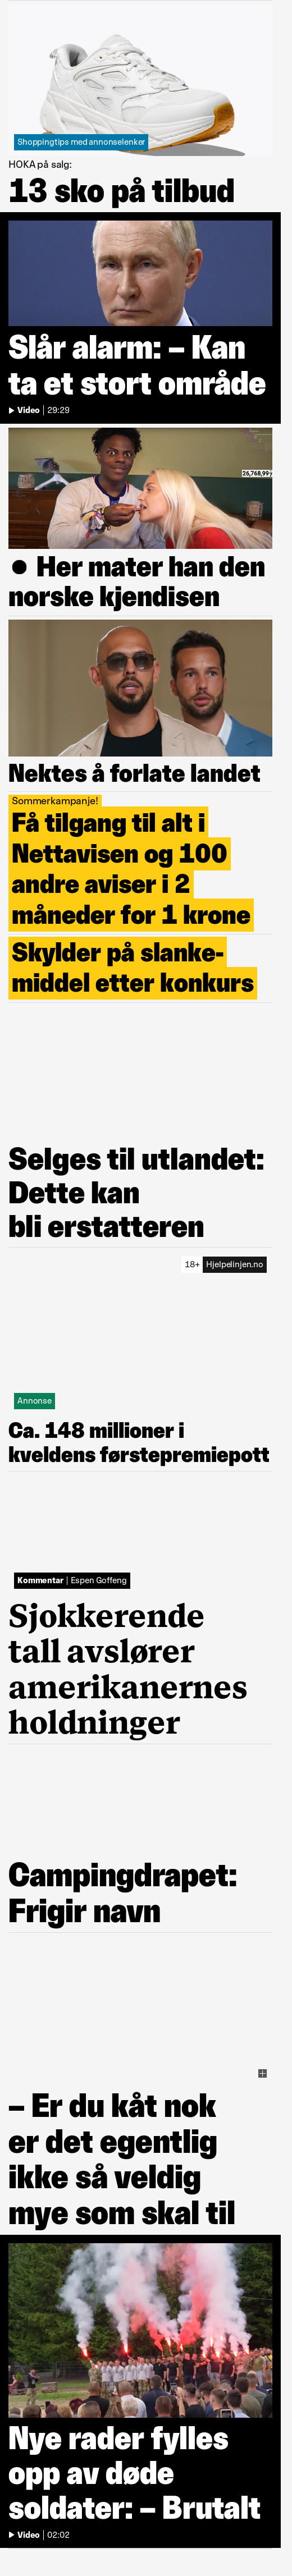 Shoppingtips med annonselenker
HOKA på salg:
13 sko på tilbud
Slår alarm: – Kan
ta et stort område
Video | 29:29
26,768,99
● Her mater han den
norske kjendisen
Nektes å forlate landet
Sommerkampanje!
Få tilgang til alt i
Nettavisen og 100
andre aviser i 2
måneder for 1 krone
Skylder på slanke-
middel etter konkurs
Selges til utlandet:
Dette kan
bli erstatteren
18+ Hjelpelinjen.no
Annonse
Ca. 148 millioner i
kveldens førstepremiepott
Kommentar | Espen Goffeng
Sjokkerende
tall avslører
amerikanernes
holdninger
Campingdrapet:
Frigir navn
– Er du kåt nok
er det egentlig
ikke så veldig
mye som skal til
Nye rader fylles
opp av døde
soldater: – Brutalt
Video | 02:02